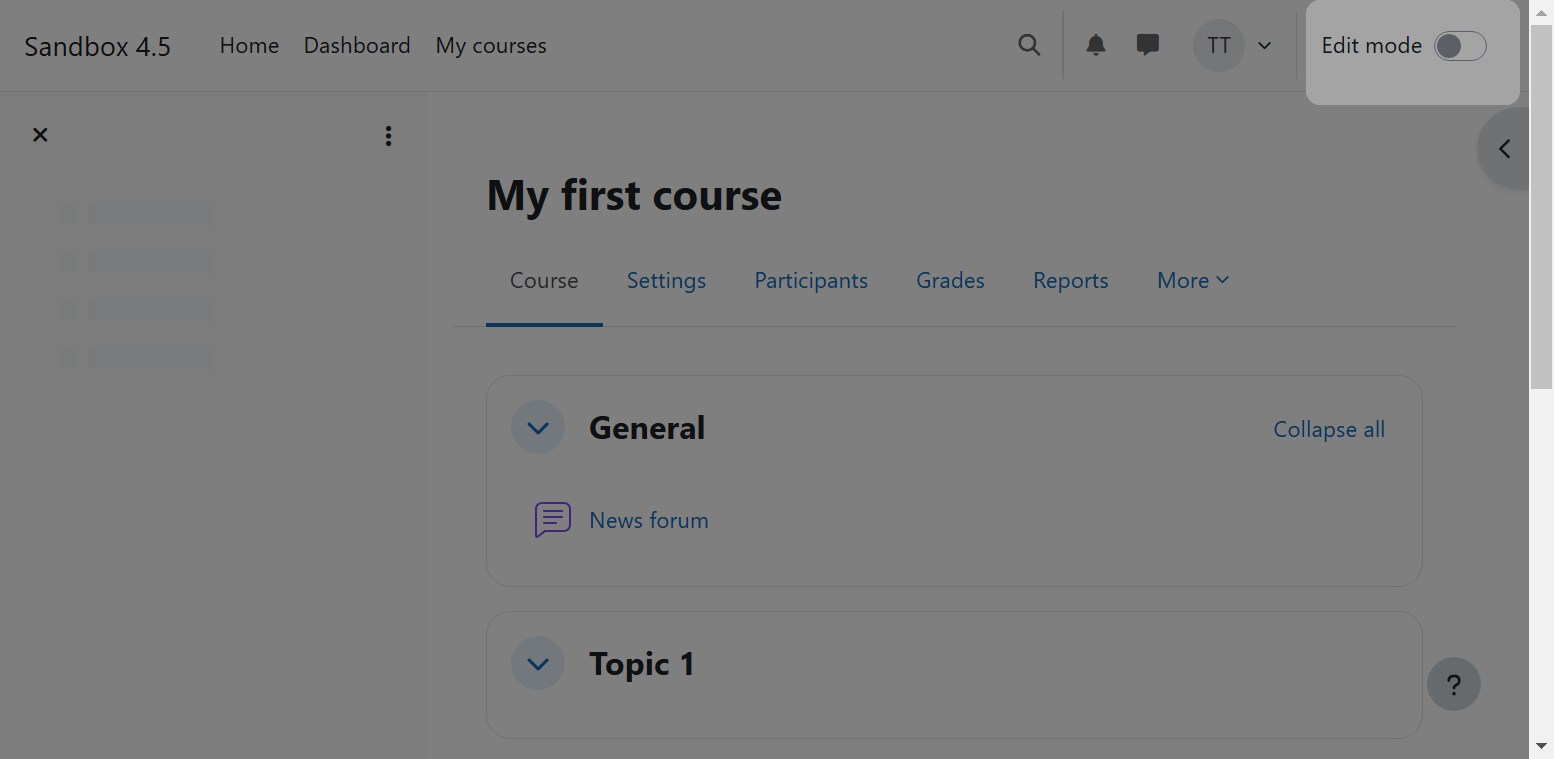 Sandbox 4.5 Home Dashboard My courses TT Edit mode
My first course
Course Settings Participants Grades Reports More
General Collapse all
News forum
Topic 1
?